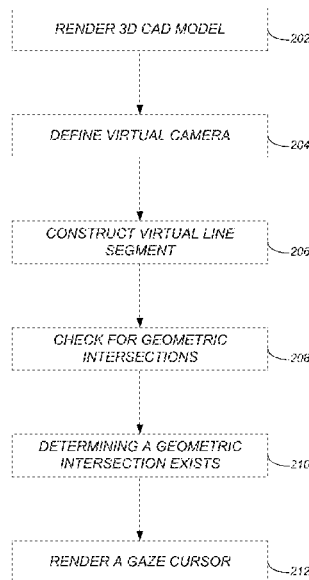 RENDER 3D CAD MODEL
202
DEFINE VIRTUAL CAMERA
204
CONSTRUCT VIRTUAL LINE
SEGMENT
206
CHECK FOR GEOMETRIC
INTERSECTIONS
208
DETERMINING A GEOMETRIC
INTERSECTION EXISTS
210
RENDER A GAZE CURSOR
212